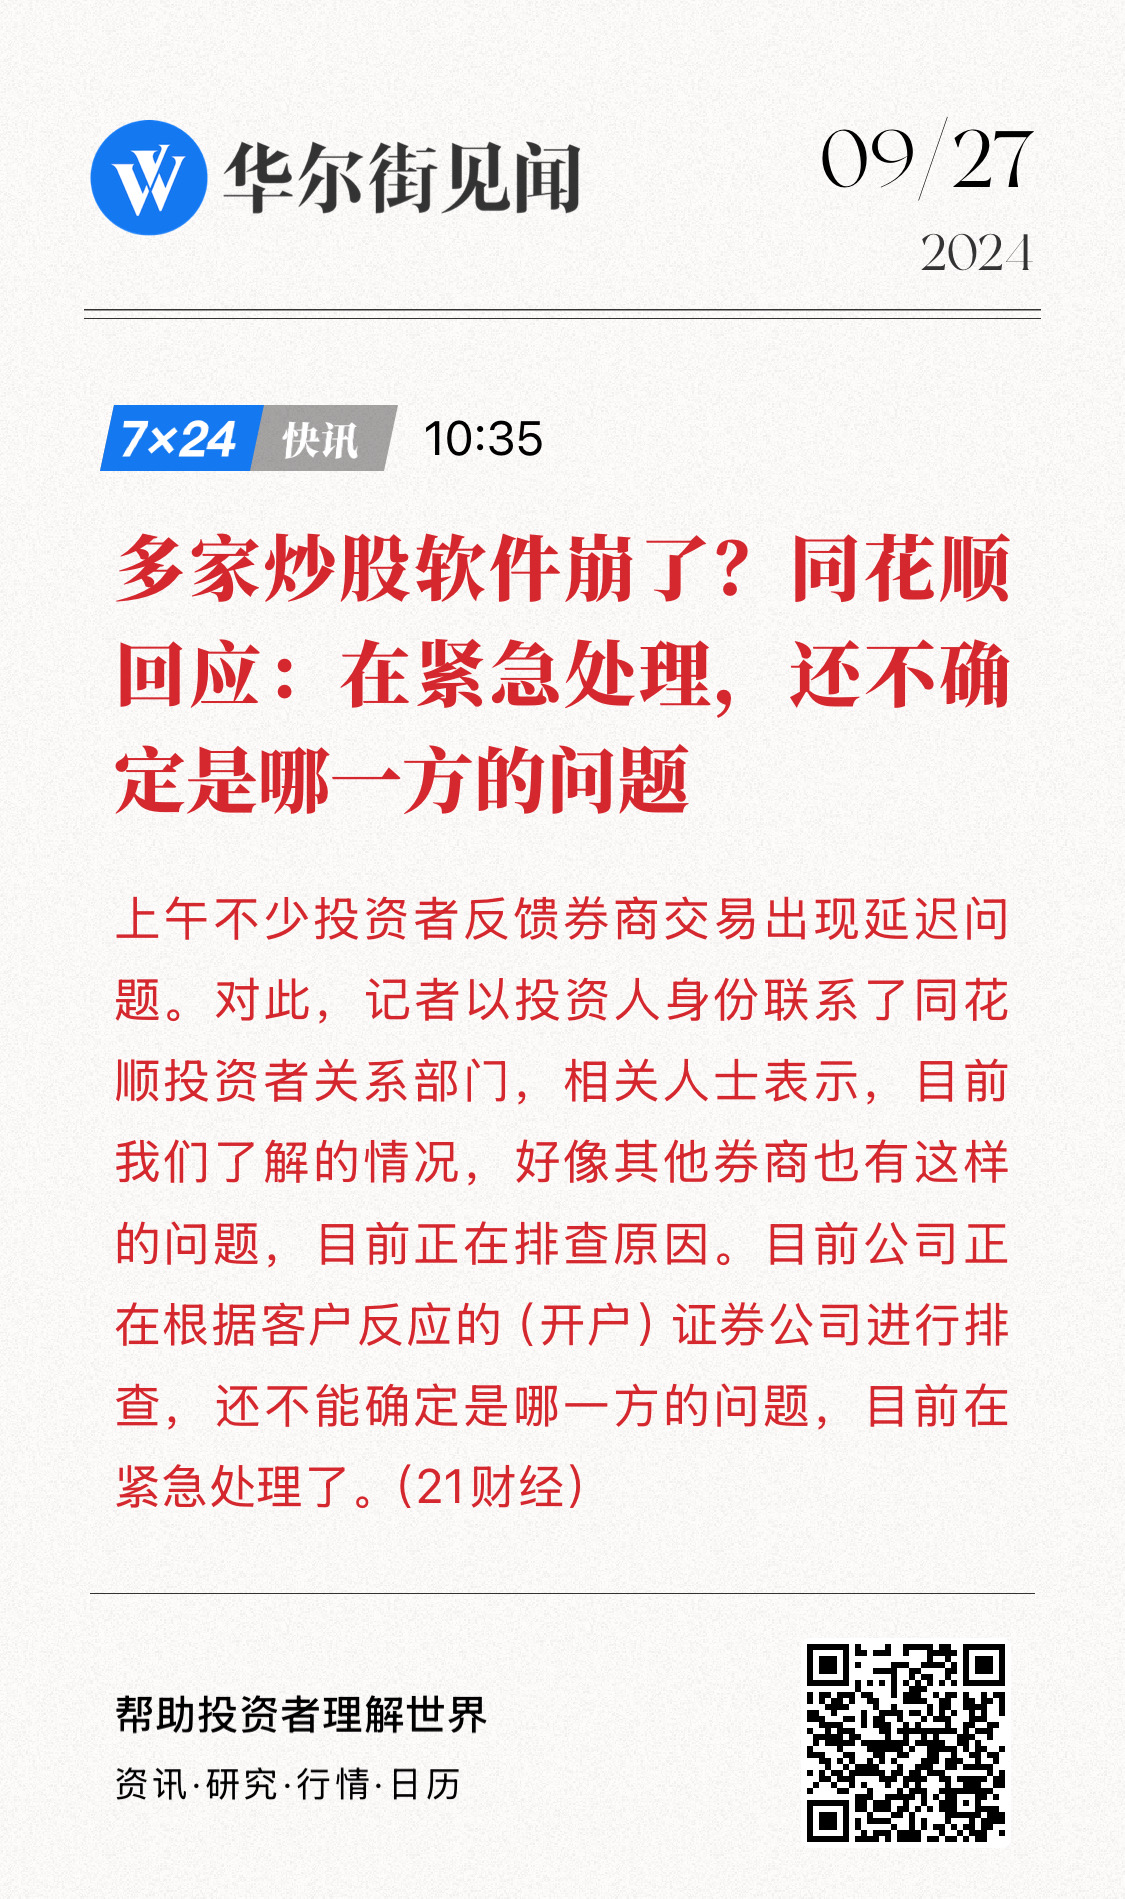 华尔街见闻
09/27
2024
7×24 快讯 10:35
多家炒股软件崩了？同花顺
回应：在紧急处理，还不确
定是哪一方的问题
上午不少投资者反馈券商交易出现延迟问
题。对此，记者以投资人身份联系了同花
顺投资者关系部门，相关人士表示，目前
我们了解的情况，好像其他券商也有这样
的问题，目前正在排查原因。目前公司正
在根据客户反应的（开户）证券公司进行排
查，还不能确定是哪一方的问题，目前在
紧急处理了。（21财经）
帮助投资者理解世界
资讯·研究·行情·日历